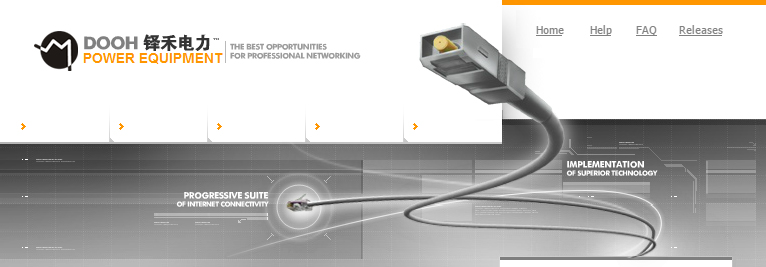 Home Help FAQ Releases
DOOH 铎禾电力™
POWER EQUIPMENT
THE BEST OPPORTUNITIES
FOR PROFESSIONAL NETWORKING
IMPLEMENTATION
OF SUPERIOR TECHNOLOGY
PROGRESSIVE SUITE
OF INTERNET CONNECTIVITY